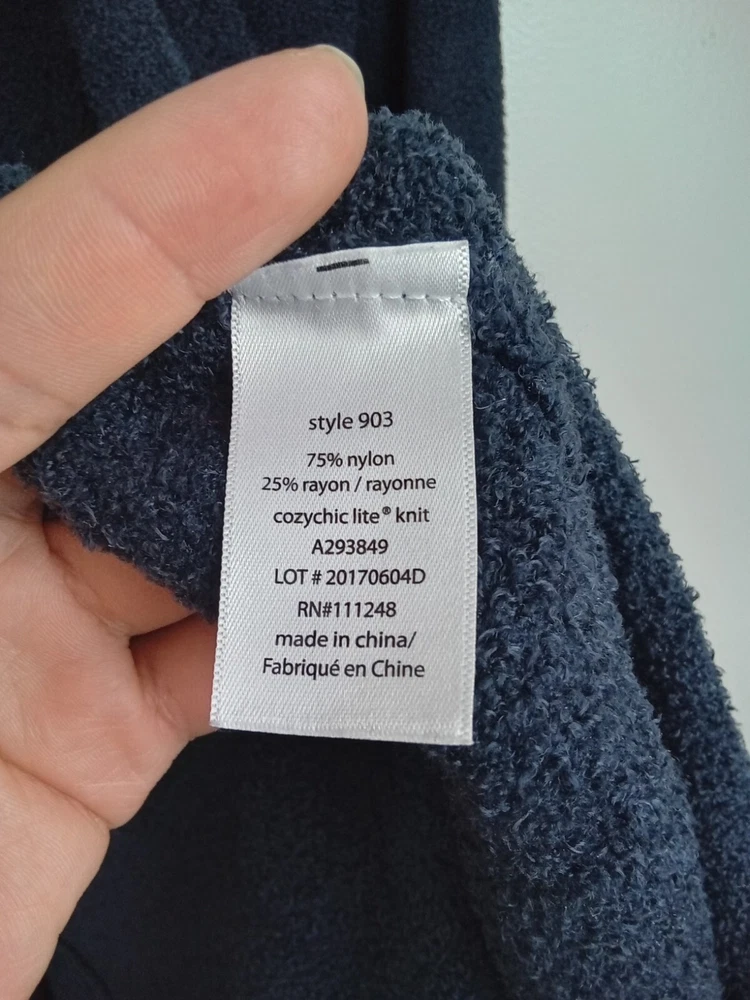 style 903
75% nylon
25% rayon / rayonne
cozychic lite® knit
A293849
LOT # 20170604D
RN#111248
made in china/
Fabriqué en Chine